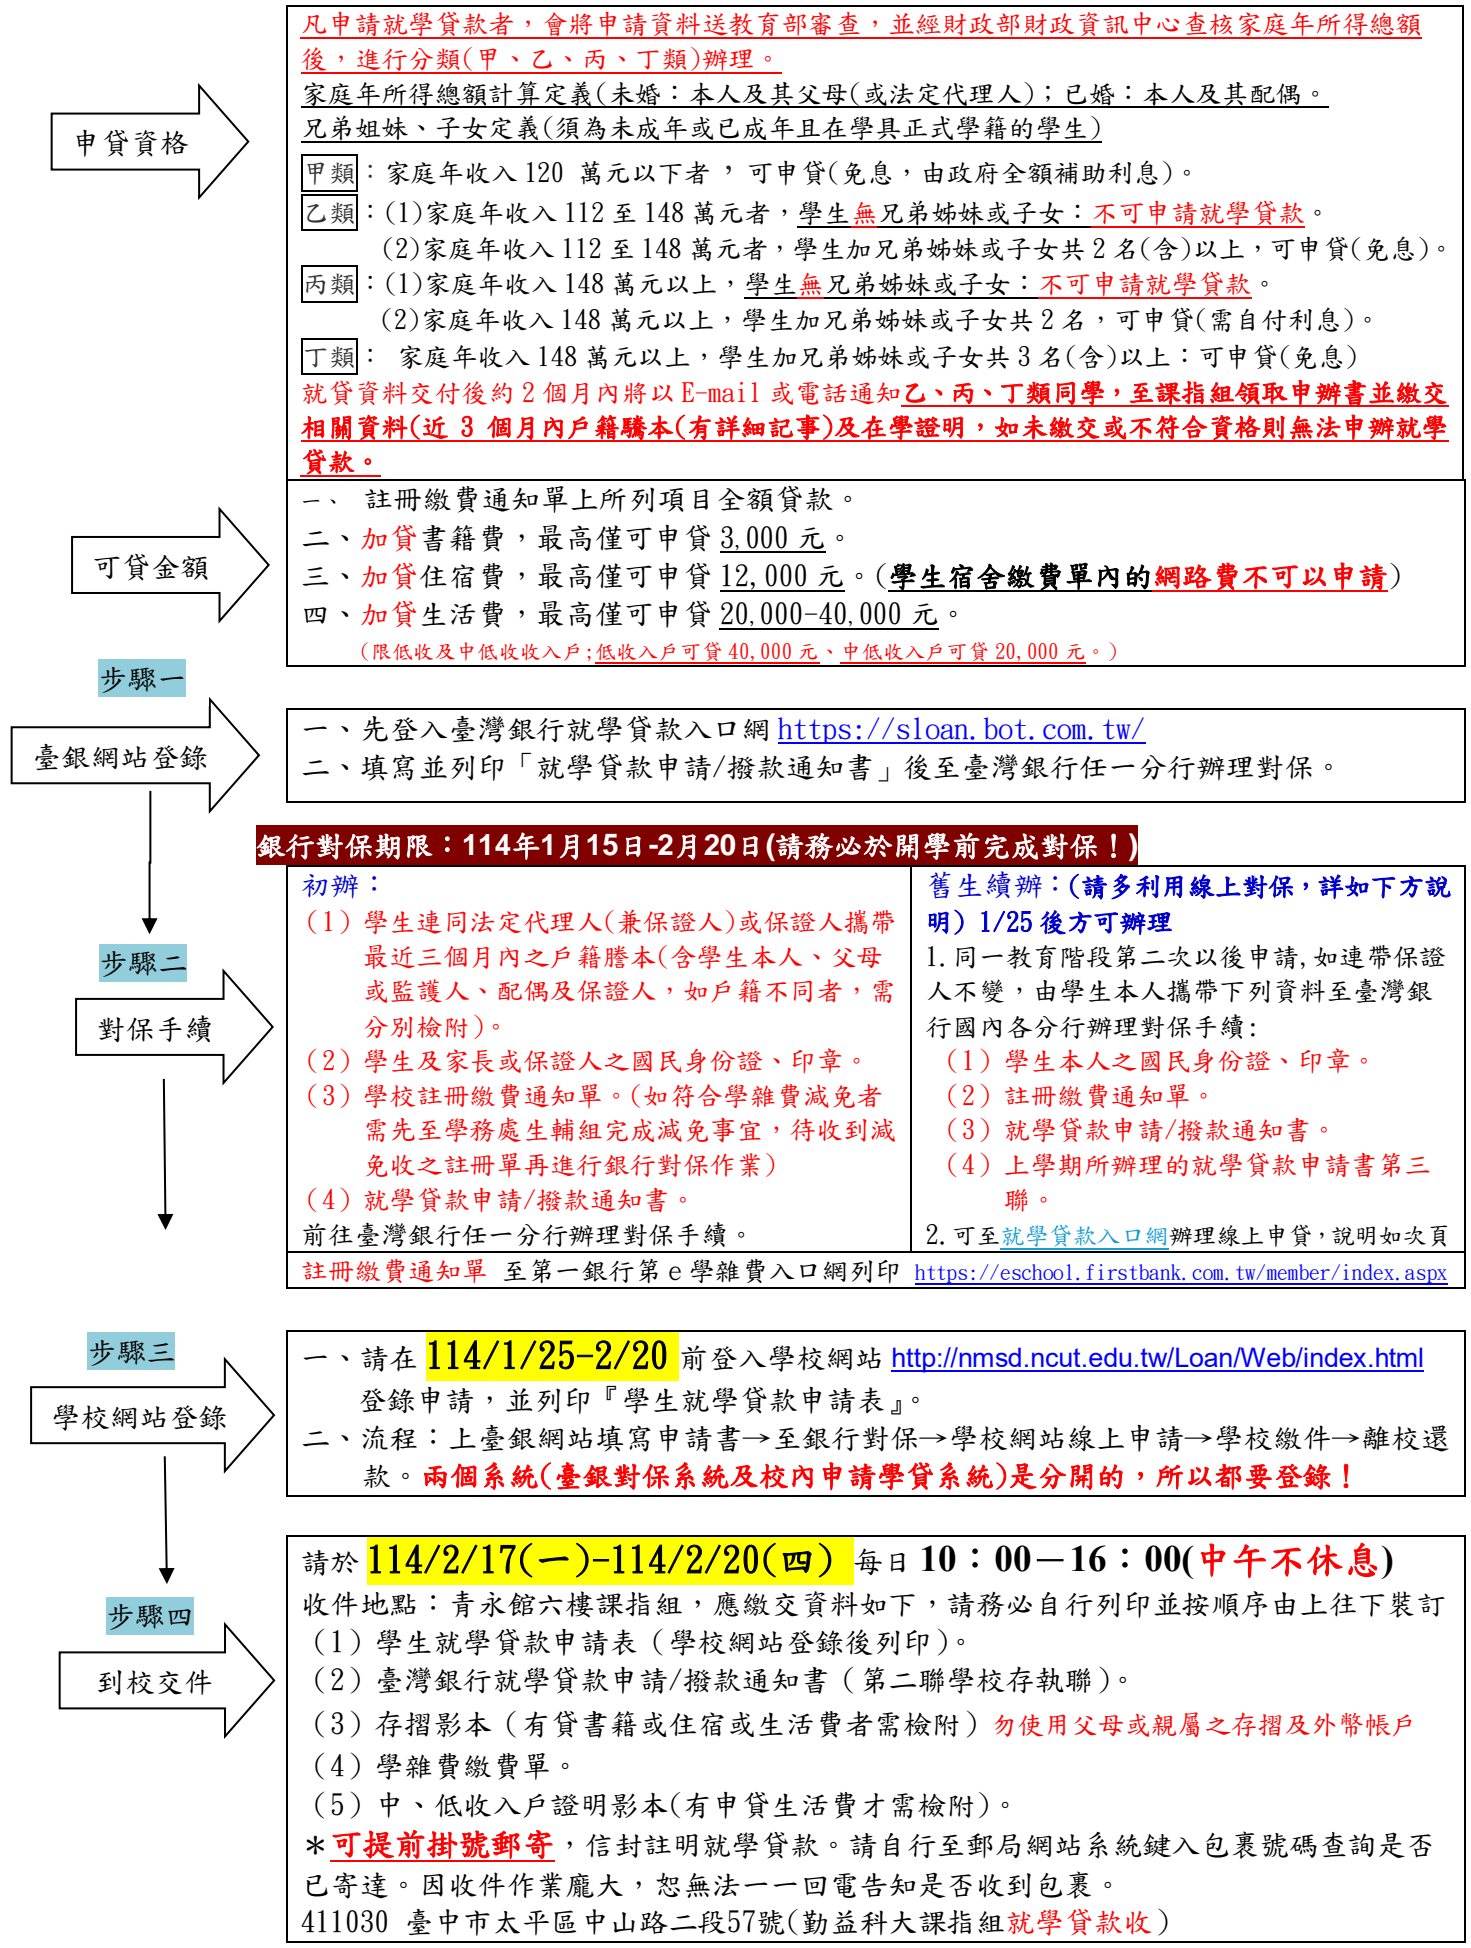 凡申請就學貸款者，會將申請資料送教育部審查，並經財政部財政資訊中心查核家庭年所得總額
後，進行分類(甲、乙、丙、丁類)辦理。
家庭年所得總額計算定義(未婚：本人及其父母(或法定代理人)；已婚：本人及其配偶。
兄弟姐妹、子女定義(須為未成年或已成年且在學具正式學籍的學生)
申貸資格
甲類：家庭年收入 120 萬元以下者，可申貸(免息，由政府全額補助利息)。
乙類：(1)家庭年收入 112 至 148 萬元者，學生無兄弟姊妹或子女：不可申請就學貸款。
(2)家庭年收入 112 至 148 萬元者，學生加兄弟姊妹或子女共 2 名(含)以上，可申貸(免息)。
丙類：(1)家庭年收入 148 萬元以上，學生無兄弟姊妹或子女：不可申請就學貸款。
(2)家庭年收入 148 萬元以上，學生加兄弟姊妹或子女共 2 名，可申貸(需自付利息)。
丁類： 家庭年收入 148 萬元以上，學生加兄弟姊妹或子女共 3 名(含)以上：可申貸(免息)
就貸資料交付後約 2 個月內將以 E-mail 或電話通知乙、丙、丁類同學，至課指組領取申辦書並繳交
相關資料(近 3 個月內戶籍騰本(有詳細記事)及在學證明，如未繳交或不符合資格則無法申辦就學
貸款。
可貸金額
一、 註冊繳費通知單上所列項目全額貸款。
二、加貸書籍費，最高僅可申貸 3,000 元。
三、加貸住宿費，最高僅可申貸 12,000 元。(學生宿舍繳費單內的網路費不可以申請)
四、加貸生活費，最高僅可申貸 20,000-40,000 元。
(限低收及中低收收入戶;低收入戶可貸 40,000 元、中低收入戶可貸 20,000 元。)
步驟一
臺銀網站登錄
一、先登入臺灣銀行就學貸款入口網 https://sloan.bot.com.tw/
二、填寫並列印「就學貸款申請/撥款通知書」後至臺灣銀行任一分行辦理對保。
銀行對保期限：114年1月15日-2月20日(請務必於開學前完成對保！)
步驟二
對保手續
初辦：
(1) 學生連同法定代理人(兼保證人)或保證人攜帶
最近三個月內之戶籍謄本(含學生本人、父母
或監護人、配偶及保證人，如戶籍不同者，需
分別檢附)。
(2) 學生及家長或保證人之國民身份證、印章。
(3) 學校註冊繳費通知單。(如符合學雜費減免者
需先至學務處生輔組完成減免事宜，待收到減
免收之註冊單再進行銀行對保作業)
(4) 就學貸款申請/撥款通知書。
前往臺灣銀行任一分行辦理對保手續。
舊生續辦：(請多利用線上對保，詳如下方說
明) 1/25 後方可辦理
1.同一教育階段第二次以後申請,如連帶保證
人不變，由學生本人攜帶下列資料至臺灣銀
行國內各分行辦理對保手續:
(1) 學生本人之國民身份證、印章。
(2) 註冊繳費通知單。
(3) 就學貸款申請/撥款通知書。
(4) 上學期所辦理的就學貸款申請書第三
聯。
2.可至就學貸款入口網辦理線上申貸，說明如次頁
註冊繳費通知單 至第一銀行第 e 學雜費入口網列印 https://eschool.firstbank.com.tw/member/index.aspx
步驟三
學校網站登錄
一、請在 114/1/25-2/20 前登入學校網站 http://nmsd.ncut.edu.tw/Loan/Web/index.html
登錄申請，並列印『學生就學貸款申請表』。
二、流程：上臺銀網站填寫申請書→至銀行對保→學校網站線上申請→學校繳件→離校還
款。兩個系統(臺銀對保系統及校內申請學貸系統)是分開的，所以都要登錄！
步驟四
到校交件
請於 114/2/17(一)-114/2/20(四) 每日 10：00－16：00(中午不休息)
收件地點：青永館六樓課指組，應繳交資料如下，請務必自行列印並按順序由上往下裝訂
(1) 學生就學貸款申請表 (學校網站登錄後列印)。
(2) 臺灣銀行就學貸款申請/撥款通知書 (第二聯學校存執聯)。
(3) 存摺影本 (有貸書籍或住宿或生活費者需檢附) 勿使用父母或親屬之存摺及外幣帳戶
(4) 學雜費繳費單。
(5) 中、低收入戶證明影本(有申貸生活費才需檢附)。
＊可提前掛號郵寄，信封註明就學貸款。請自行至郵局網站系統鍵入包裹號碼查詢是否
已寄達。因收件作業龐大，恕無法一一回電告知是否收到包裹。
411030 臺中市太平區中山路二段57號(勤益科大課指組就學貸款收)